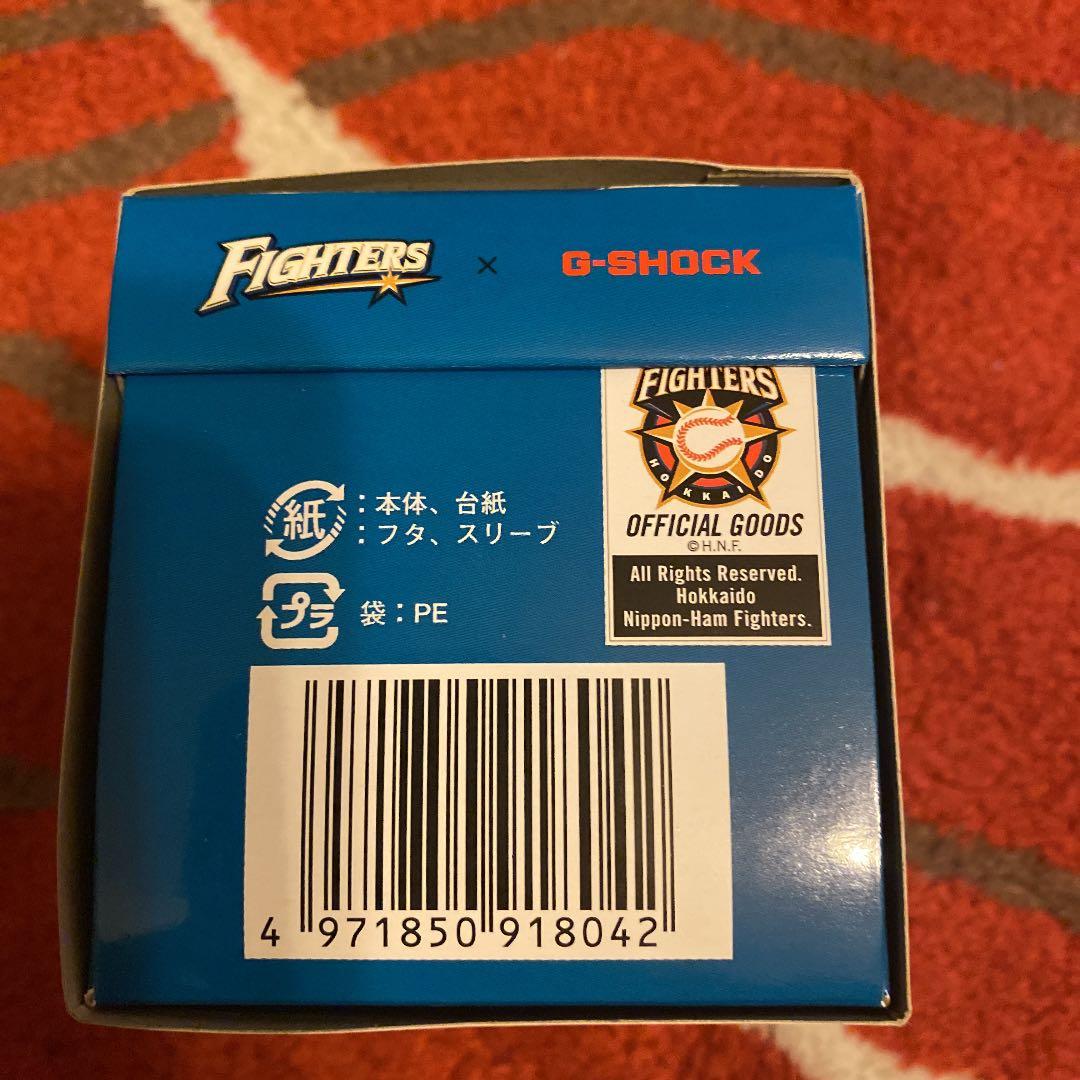 FIGHTERS × G-SHOCK
FIGHTERS
HOKKAIDO
OFFICIAL GOODS
©H.N.F.
All Rights Reserved.
Hokkaido
Nippon-Ham Fighters.
紙 : 本体、台紙
: フタ、スリーブ
プラ 袋 : PE
4 971850 918042